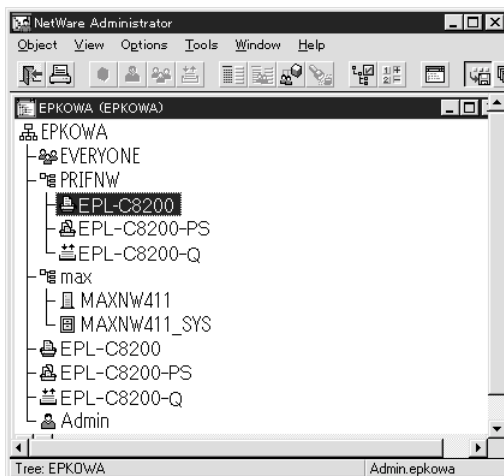 NetWare Administrator
Object View Options Tools Window Help
EPKOWA (EPKOWA)
EPKOWA
EVERYONE
PRIFNW
EPL-C8200
EPL-C8200-PS
EPL-C8200-Q
max
MAXNW411
MAXNW411_SYS
EPL-C8200
EPL-C8200-PS
EPL-C8200-Q
Admin
Tree: EPKOWA Admin.epkowa